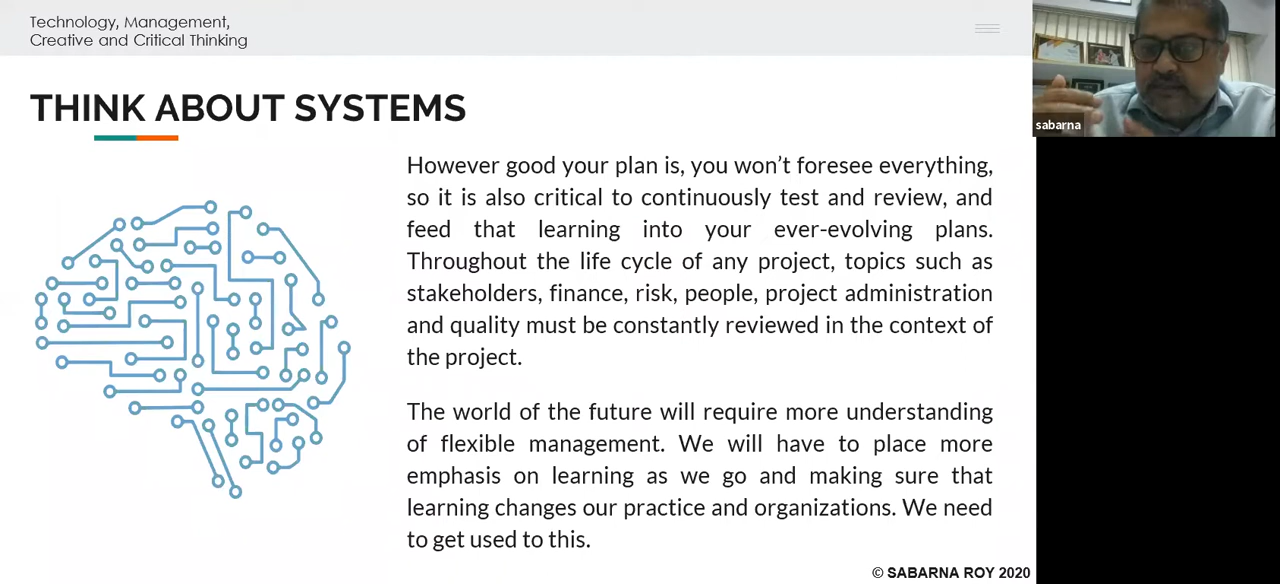 Technology, Management,
Creative and Critical Thinking
THINK ABOUT SYSTEMS
However good your plan is, you won’t foresee everything,
so it is also critical to continuously test and review, and
feed that learning into your ever-evolving plans.
Throughout the life cycle of any project, topics such as
stakeholders, finance, risk, people, project administration
and quality must be constantly reviewed in the context of
the project.
The world of the future will require more understanding
of flexible management. We will have to place more
emphasis on learning as we go and making sure that
learning changes our practice and organizations. We need
to get used to this.
© SABARNA ROY 2020
sabarna